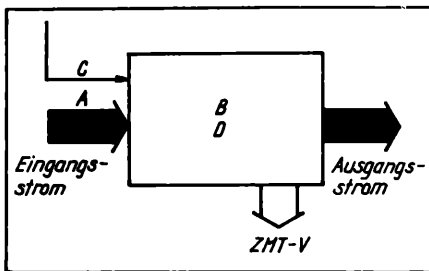 C
A
B
D
Eingangs-
strom
Ausgangs-
strom
ZMT-V